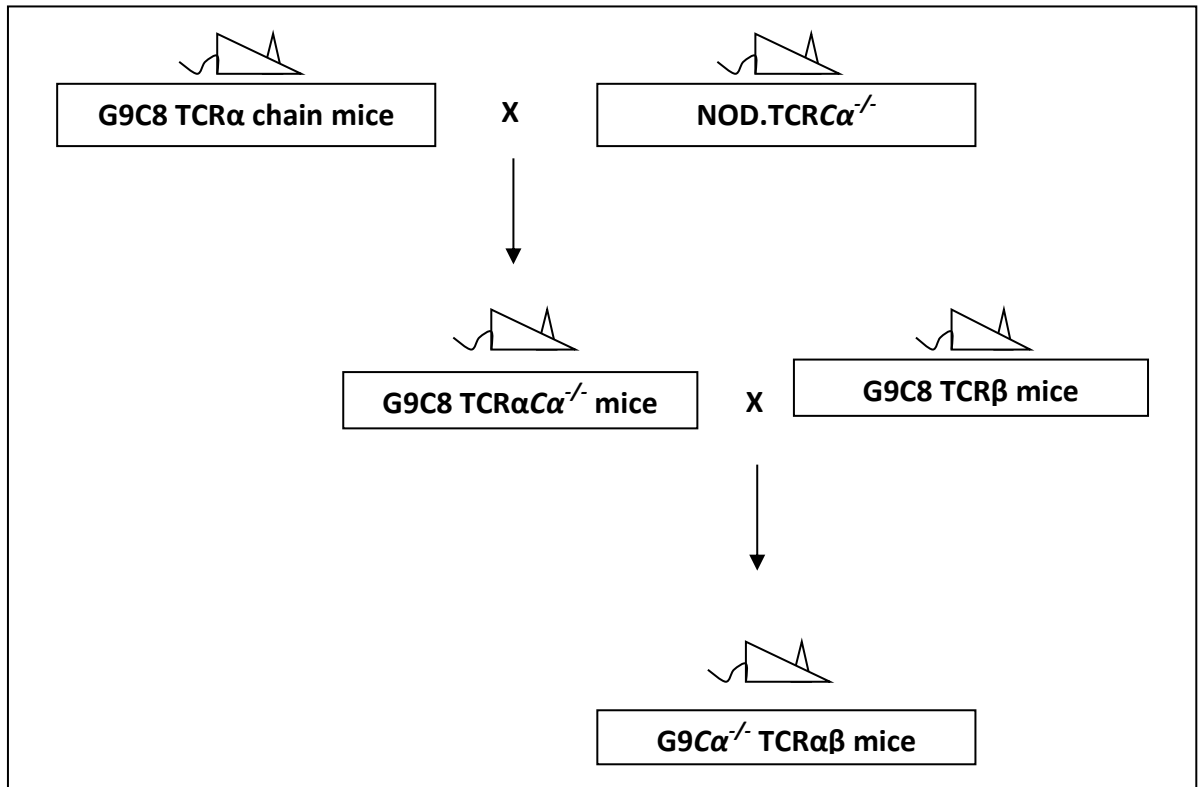 G9C8 TCRα chain mice X NOD.TCRCα-/-
G9C8 TCRαCα-/- mice X G9C8 TCRβ mice
G9Cα-/- TCRαβ mice